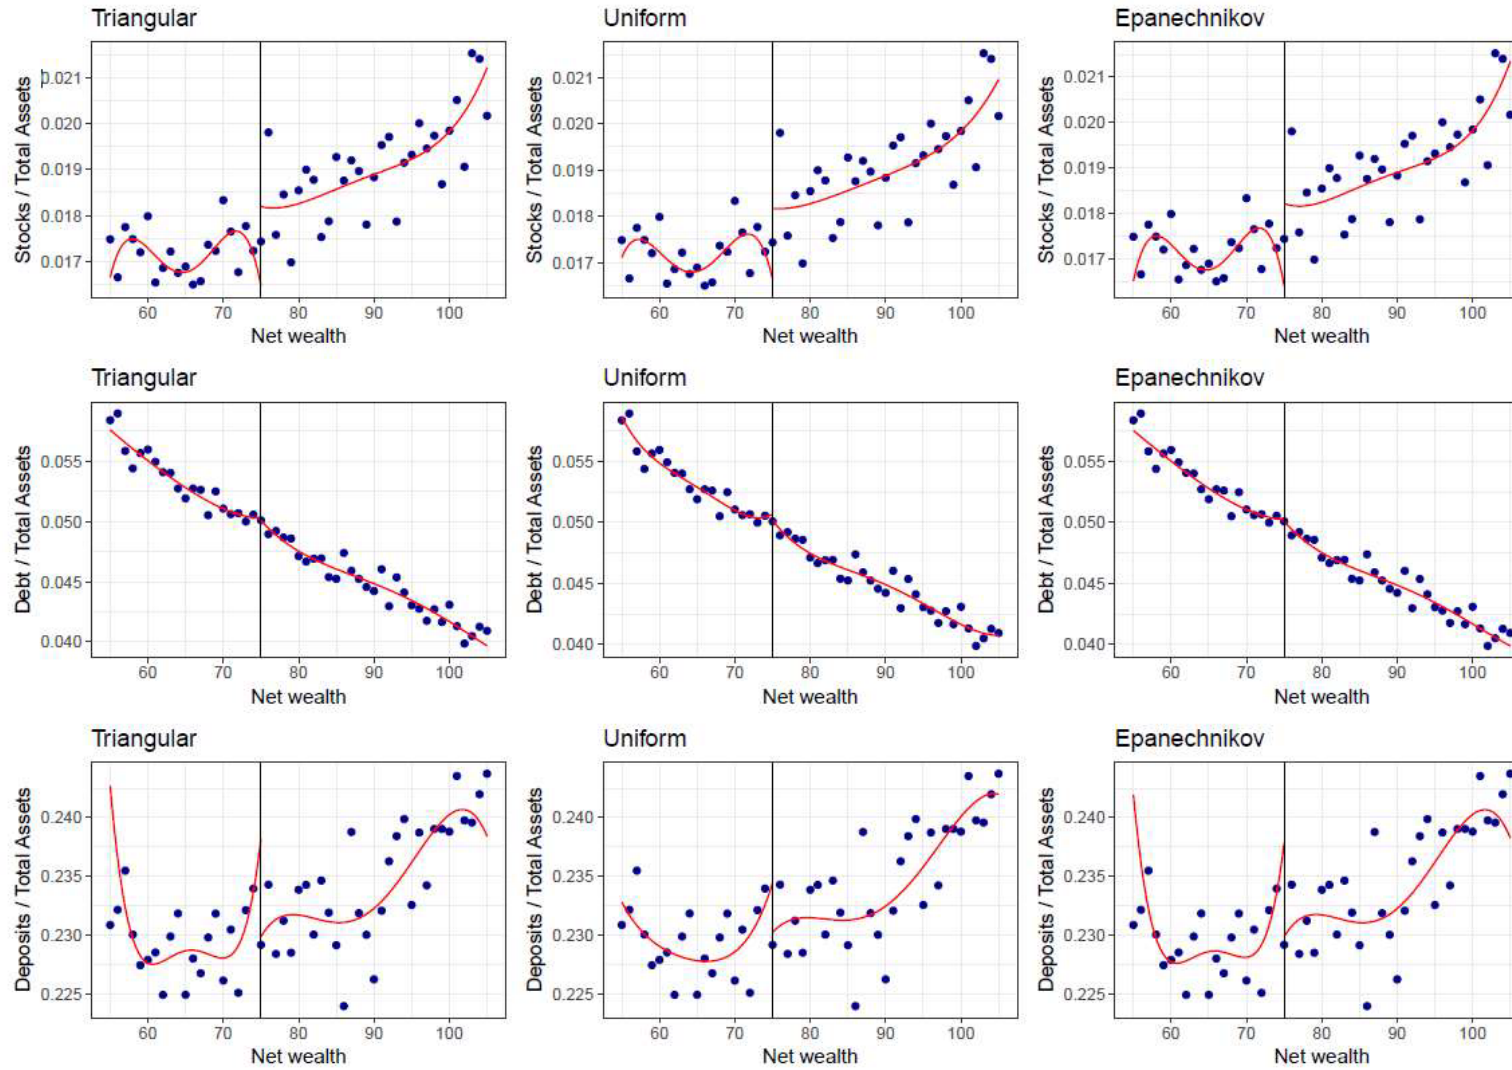 Triangular
Uniform
Epanechnikov
Stocks / Total Assets
0.021
0.020
0.019
0.018
0.017
60 70 80 90 100
Net wealth
Stocks / Total Assets
0.021
0.020
0.019
0.018
0.017
60 70 80 90 100
Net wealth
Stocks / Total Assets
0.021
0.020
0.019
0.018
0.017
60 70 80 90 100
Net wealth
Triangular
Uniform
Epanechnikov
Debt / Total Assets
0.055
0.050
0.045
0.040
60 70 80 90 100
Net wealth
Debt / Total Assets
0.055
0.050
0.045
0.040
60 70 80 90 100
Net wealth
Debt / Total Assets
0.055
0.050
0.045
0.040
60 70 80 90 100
Net wealth
Triangular
Uniform
Epanechnikov
Deposits / Total Assets
0.240
0.235
0.230
0.225
60 70 80 90 100
Net wealth
Deposits / Total Assets
0.240
0.235
0.230
0.225
60 70 80 90 100
Net wealth
Deposits / Total Assets
0.240
0.235
0.230
0.225
60 70 80 90 100
Net wealth